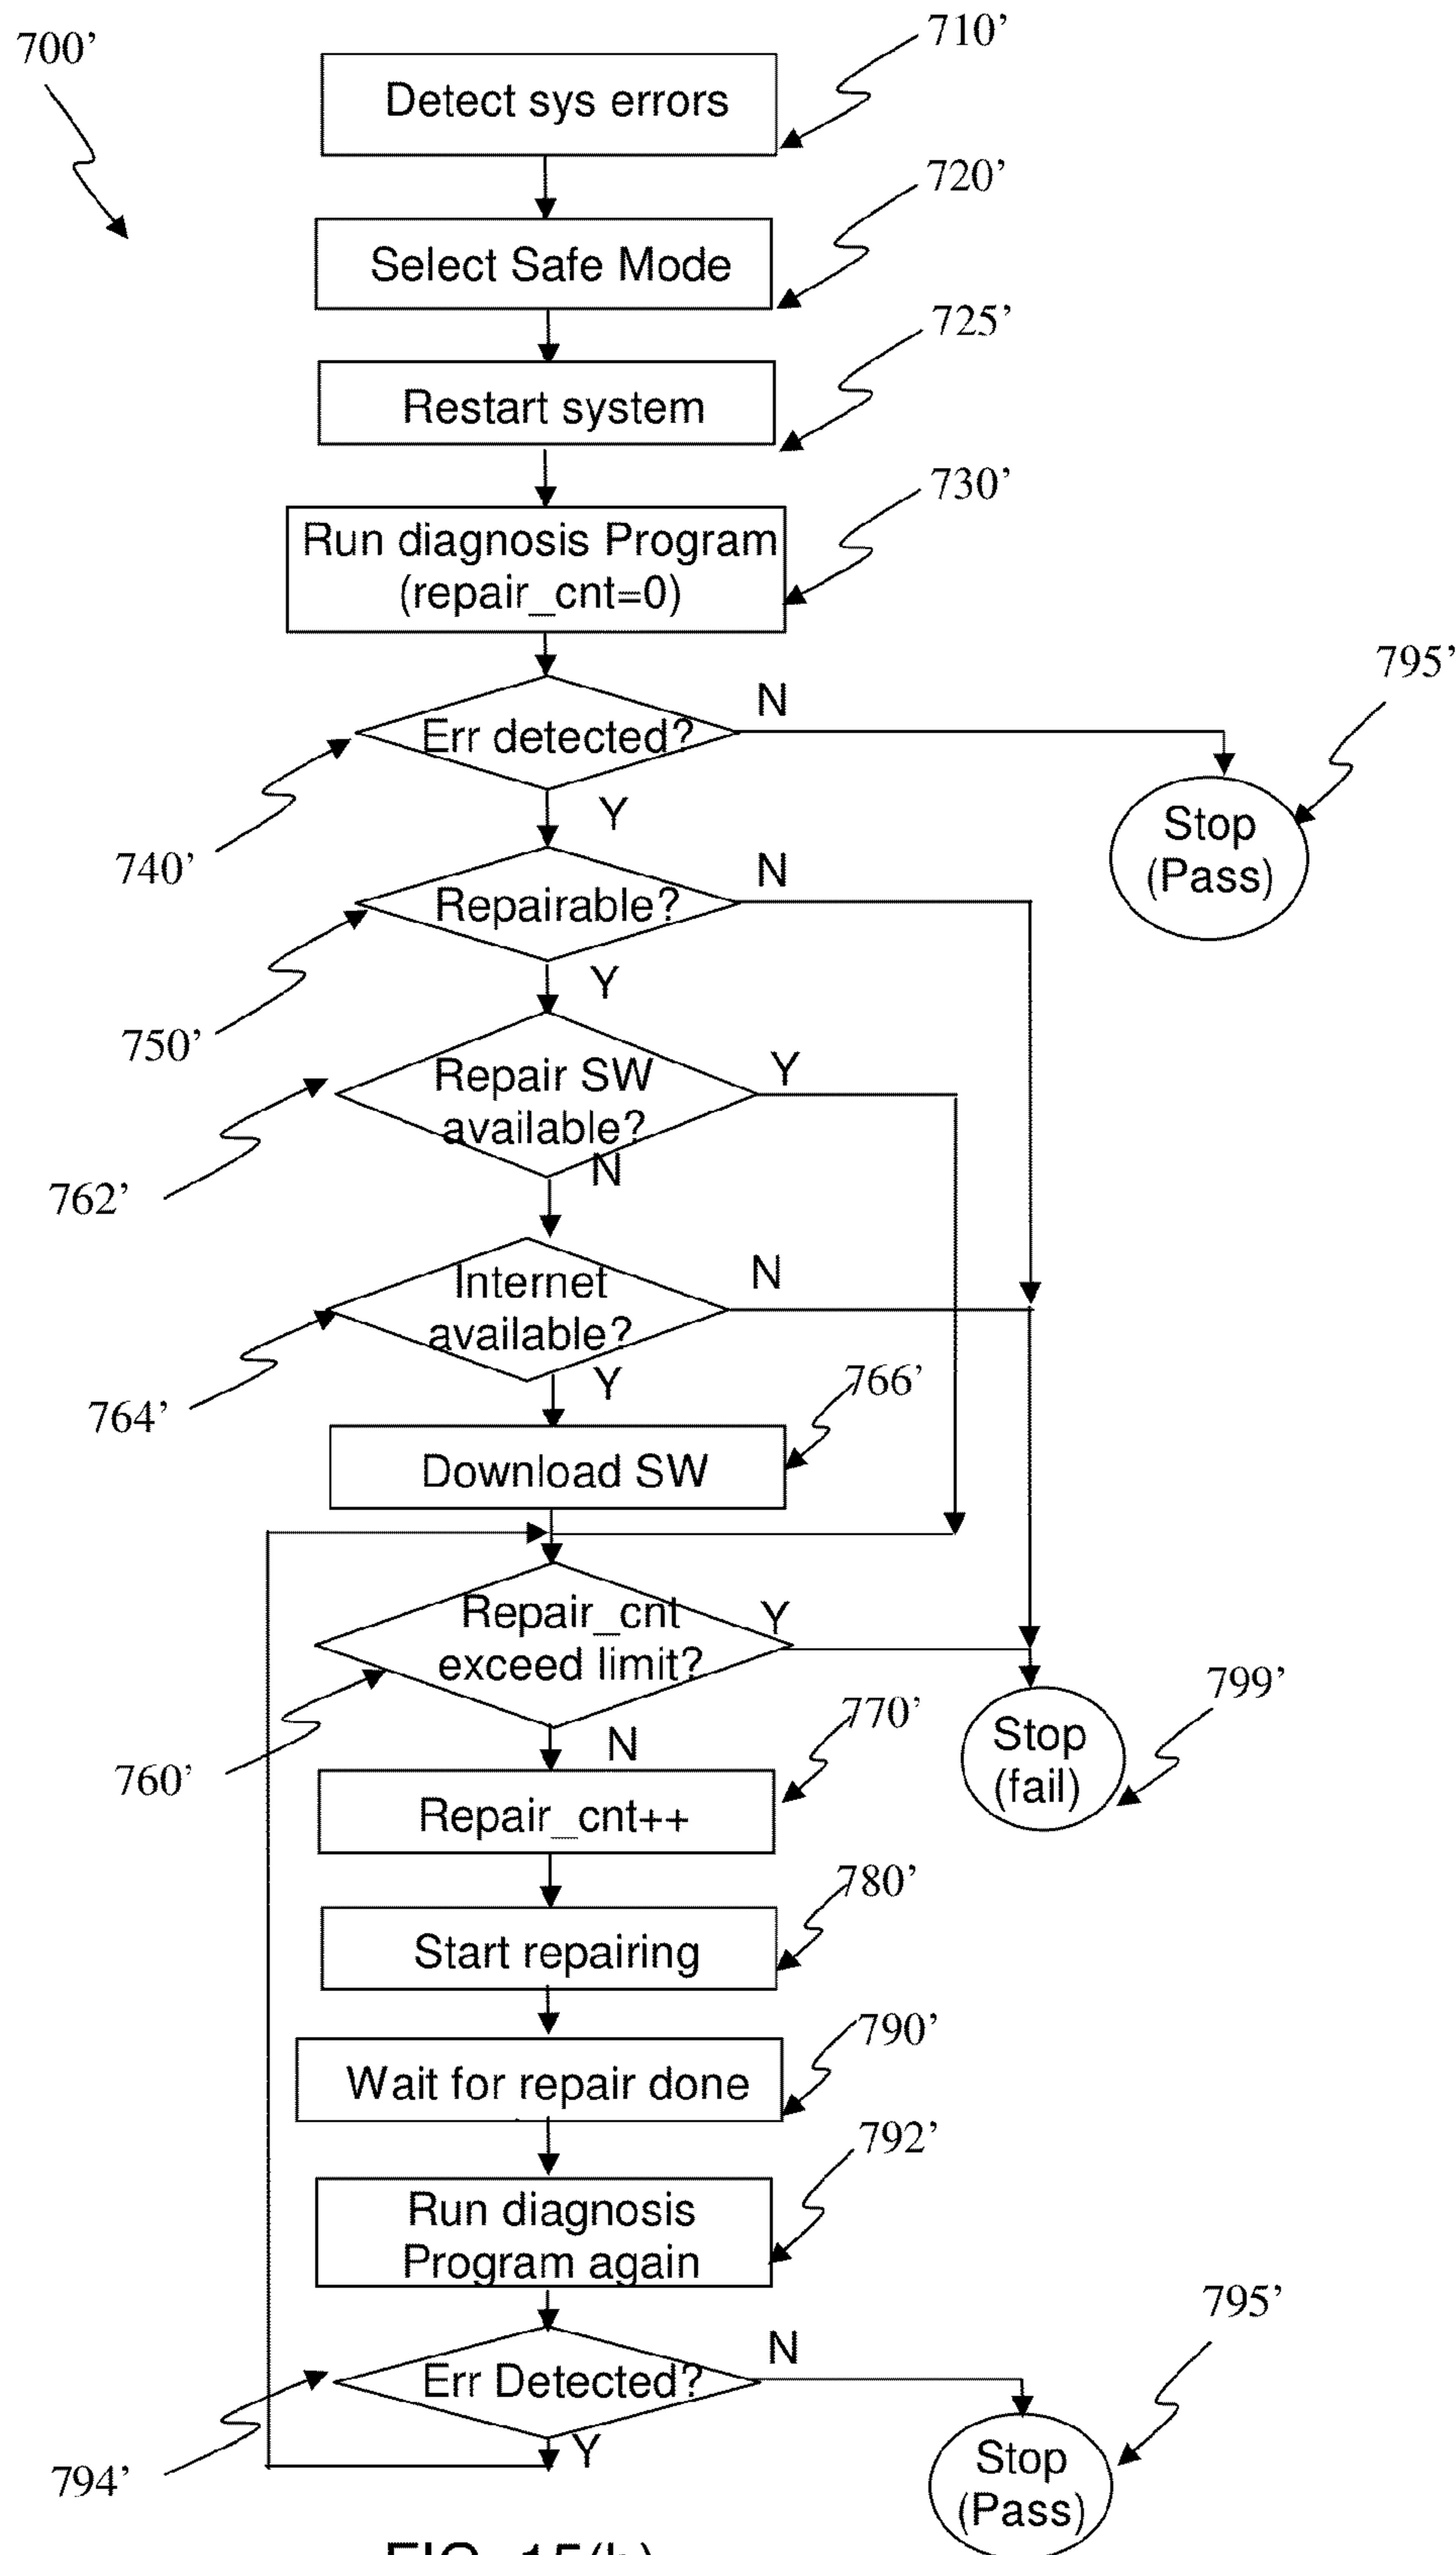 700’
710’
Detect sys errors
720’
Select Safe Mode
725’
Restart system
730’
Run diagnosis Program
(repair_cnt=0)
795’
N
Err detected?
Y
740’
Stop
(Pass)
N
Repairable?
Y
750’
Repair SW
available?
Y
N
762’
Internet
available?
N
Y
764’
766’
Download SW
Repair_cnt
exceed limit?
Y
N
760’
799’
Stop
(fail)
770’
Repair_cnt++
780’
Start repairing
790’
Wait for repair done
792’
Run diagnosis
Program again
795’
N
Err Detected?
Y
794’
Stop
(Pass)
FIG. 15(b)